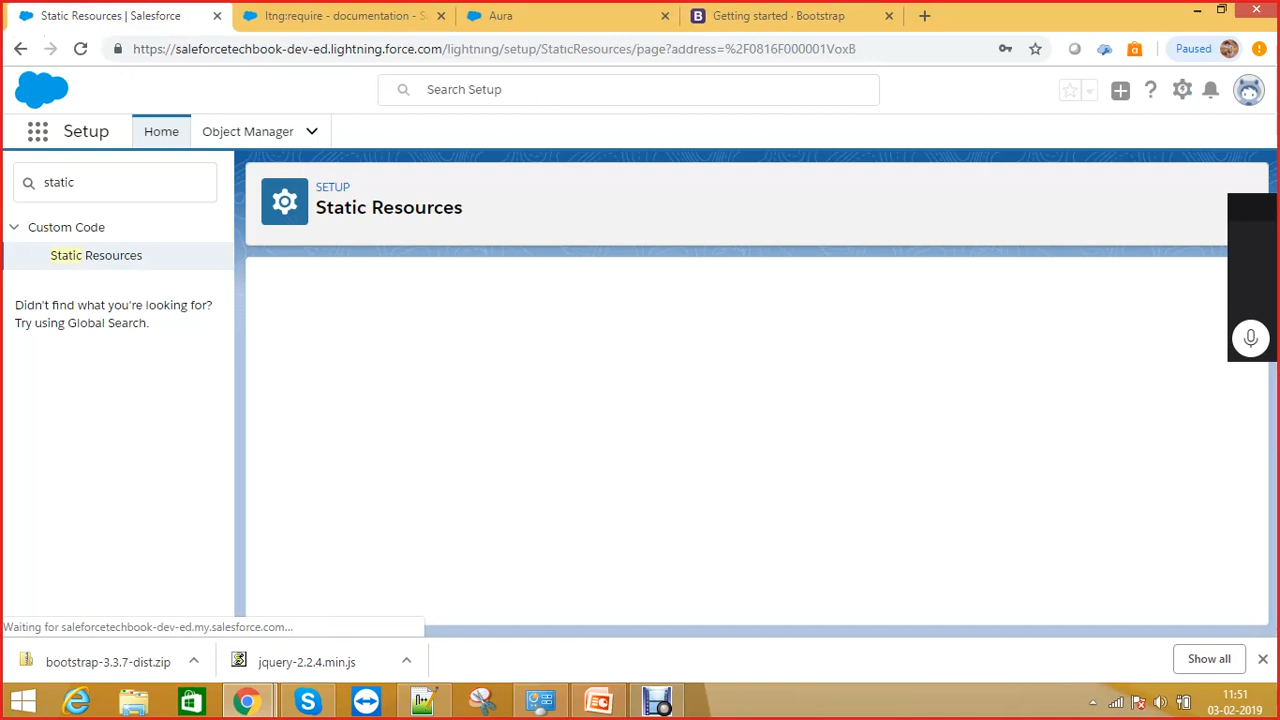 Static Resources | Salesforce
ltng:require - documentation - S
Aura
Getting started · Bootstrap
https://saleforcetechbook-dev-ed.lightning.force.com/lightning/setup/StaticResources/page?address=%2F0816F000001VoxB
Paused
Search Setup
Setup
Home
Object Manager
static
SETUP
Static Resources
Custom Code
Static Resources
Didn't find what you're looking for?
Try using Global Search.
Waiting for saleforcetechbook-dev-ed.my.salesforce.com...
bootstrap-3.3.7-dist.zip
jquery-2.2.4.min.js
Show all
11:51
03-02-2019